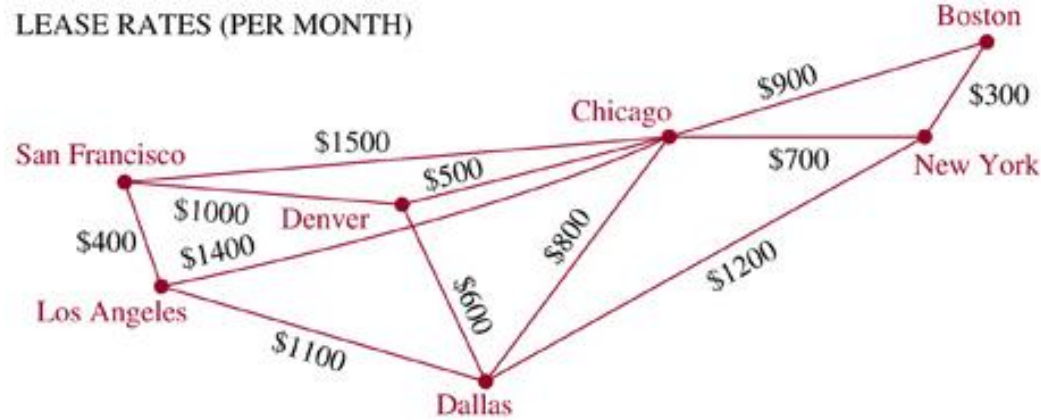 LEASE RATES (PER MONTH)
Boston
$900
$300
Chicago
$1500
San Francisco
$500
$700
New York
$1000
Denver
$400
$1400
$800
$1200
Los Angeles
$600
$1100
Dallas